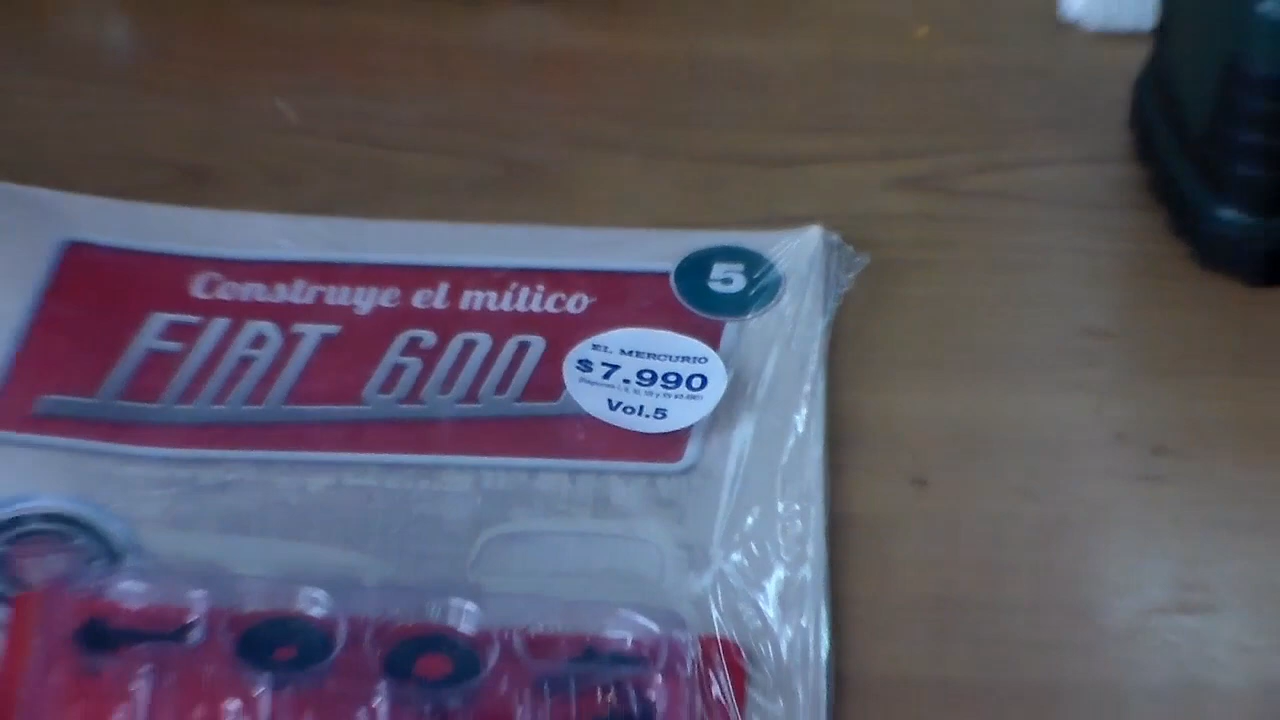 Construye el mítico
5
FIAT 600
EL MERCURIO
$7.990
Vol.5